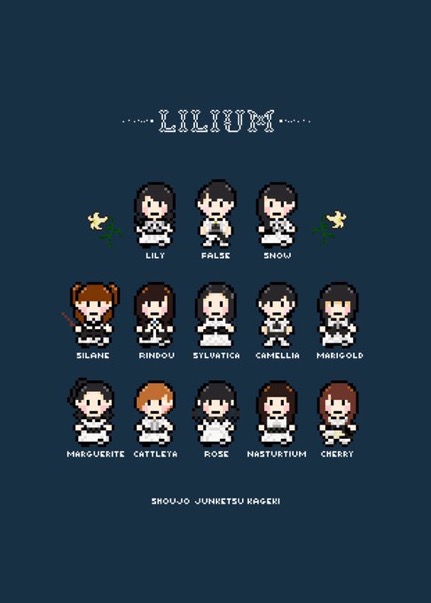 LILIUM
LILY FALSE SNOW
SILANE RINDOU SYLVATICA CAMELLIA MARIGOLD
MARGUERITE CATTLEYA ROSE NASTURTIUM CHERRY
SHOUJO JUNKETSU KAGEKI